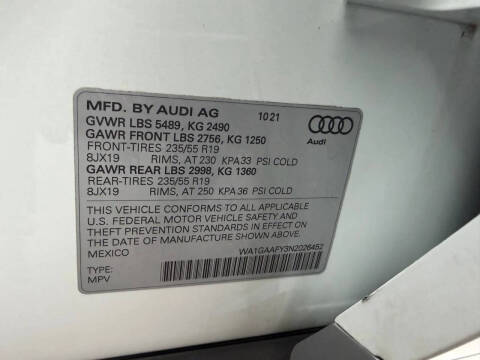 MFD. BY AUDI AG 1021
GVWR LBS 5489, KG 2490
GAWR FRONT LBS 2756, KG 1250
FRONT-TIRES 235/55 R19
8JX19 RIMS, AT 230 KPA33 PSI COLD
GAWR REAR LBS 2998, KG 1360
REAR-TIRES 235/55 R19
8JX19 RIMS, AT 250 KPA36 PSI COLD
Audi
THIS VEHICLE CONFORMS TO ALL APPLICABLE
U.S. FEDERAL MOTOR VEHICLE SAFETY AND
THEFT PREVENTION STANDARDS IN EFFECT ON
THE DATE OF MANUFACTURE SHOWN ABOVE.
MEXICO
WA1GAAFY3N2026452
TYPE:
MPV